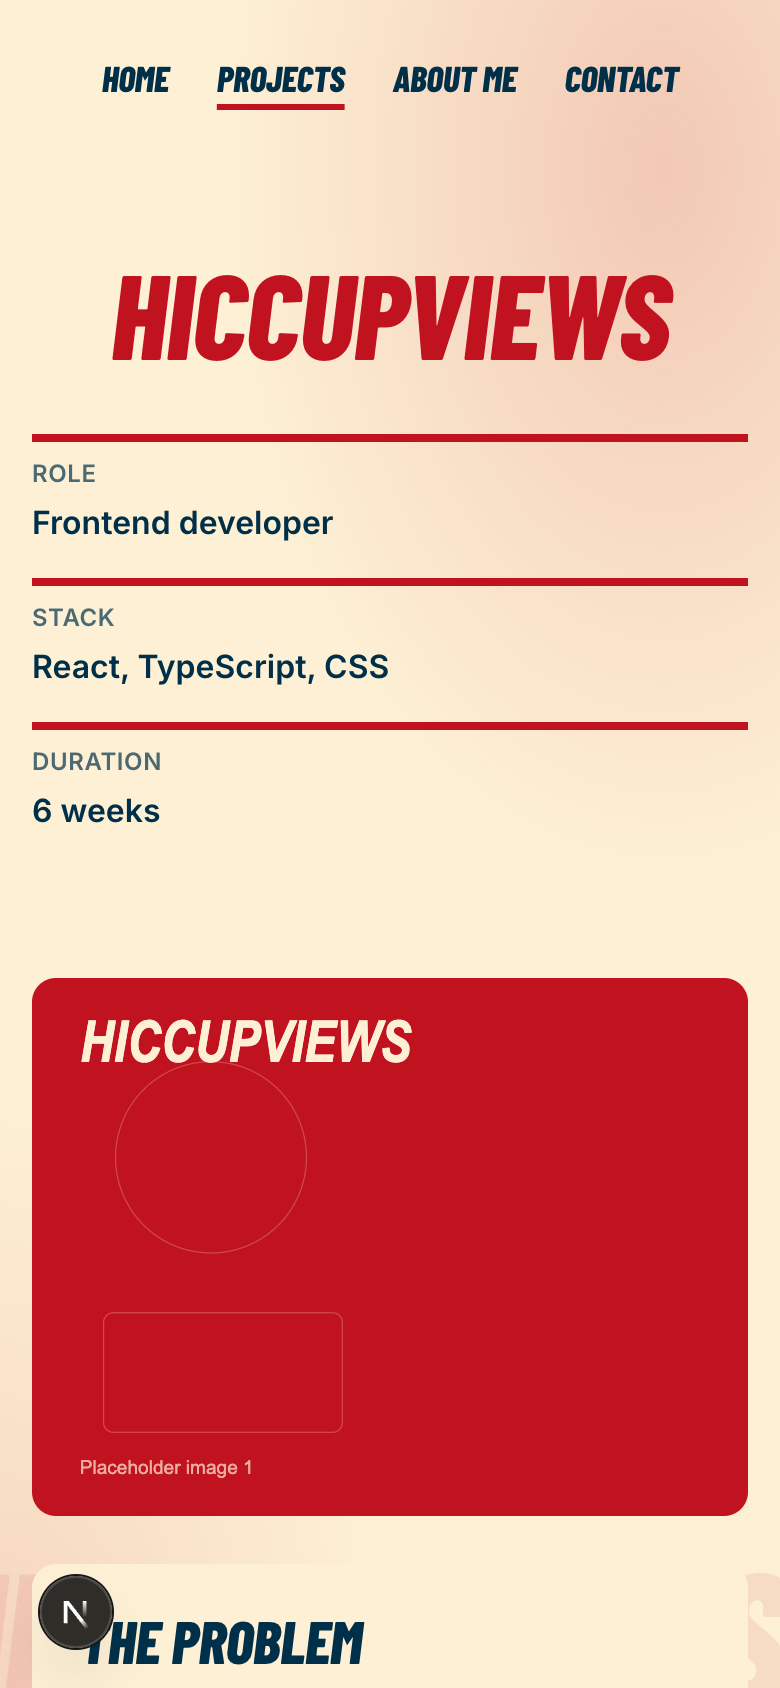 HOME PROJECTS ABOUT ME CONTACT
HICCUPVIEWS
ROLE
Frontend developer
STACK
React, TypeScript, CSS
DURATION
6 weeks
HICCUPVIEWS
Placeholder image 1
N
THE PROBLEM